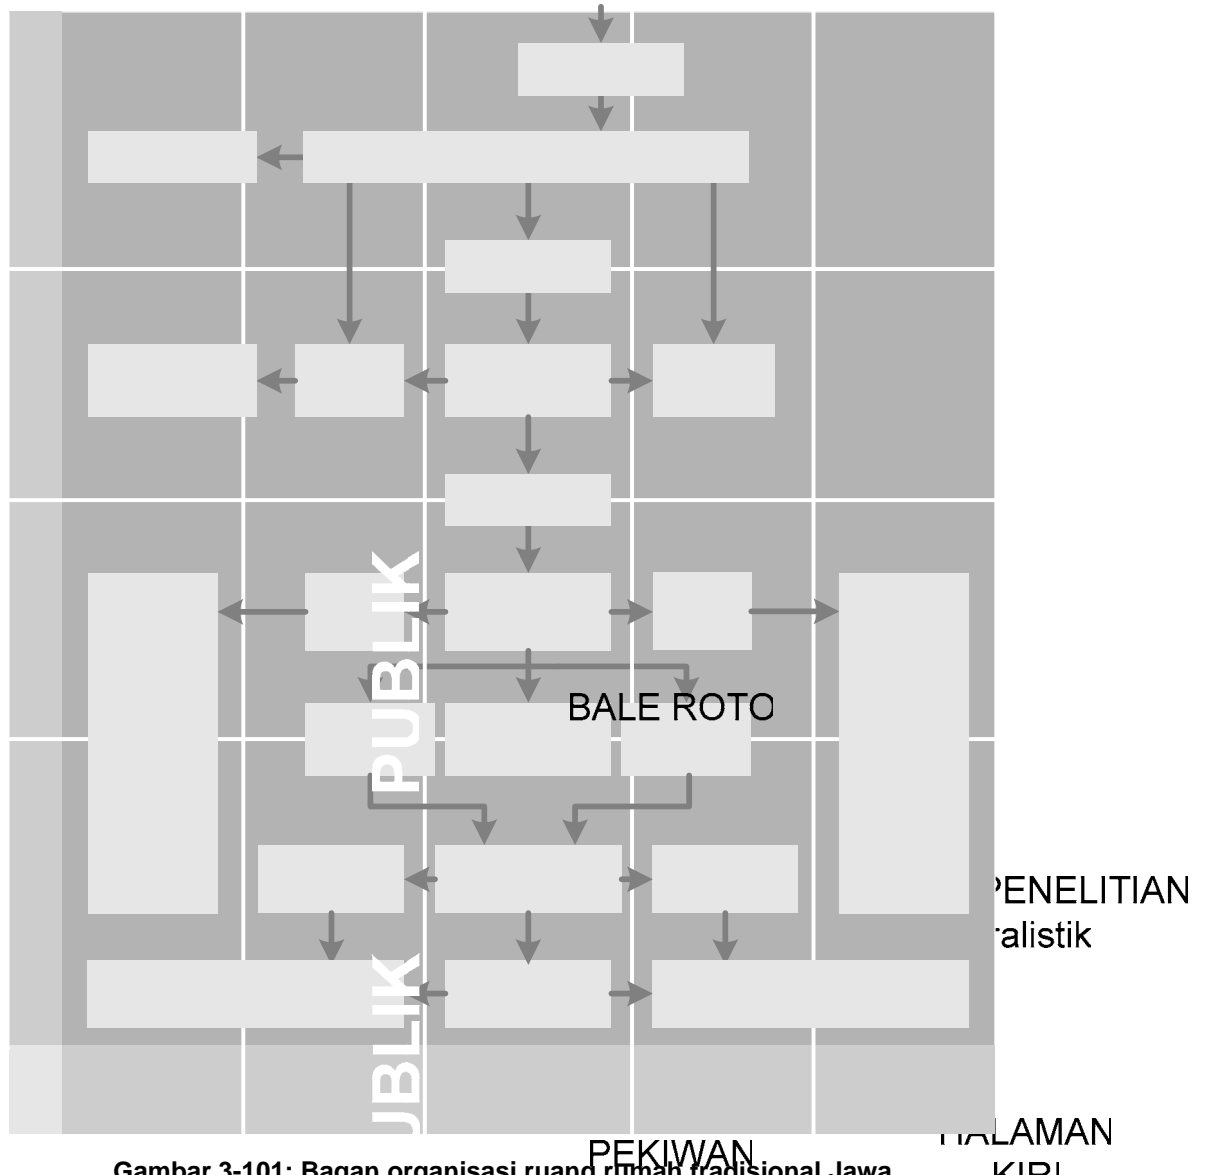 PUBLIK
BALE ROTO
PENELITIAN
ralistik
UBLIK
HALAMAN
PEKIWAN
KIRI
Gambar 3-101: Bagan organisasi ruang rumah tradisional Jawa